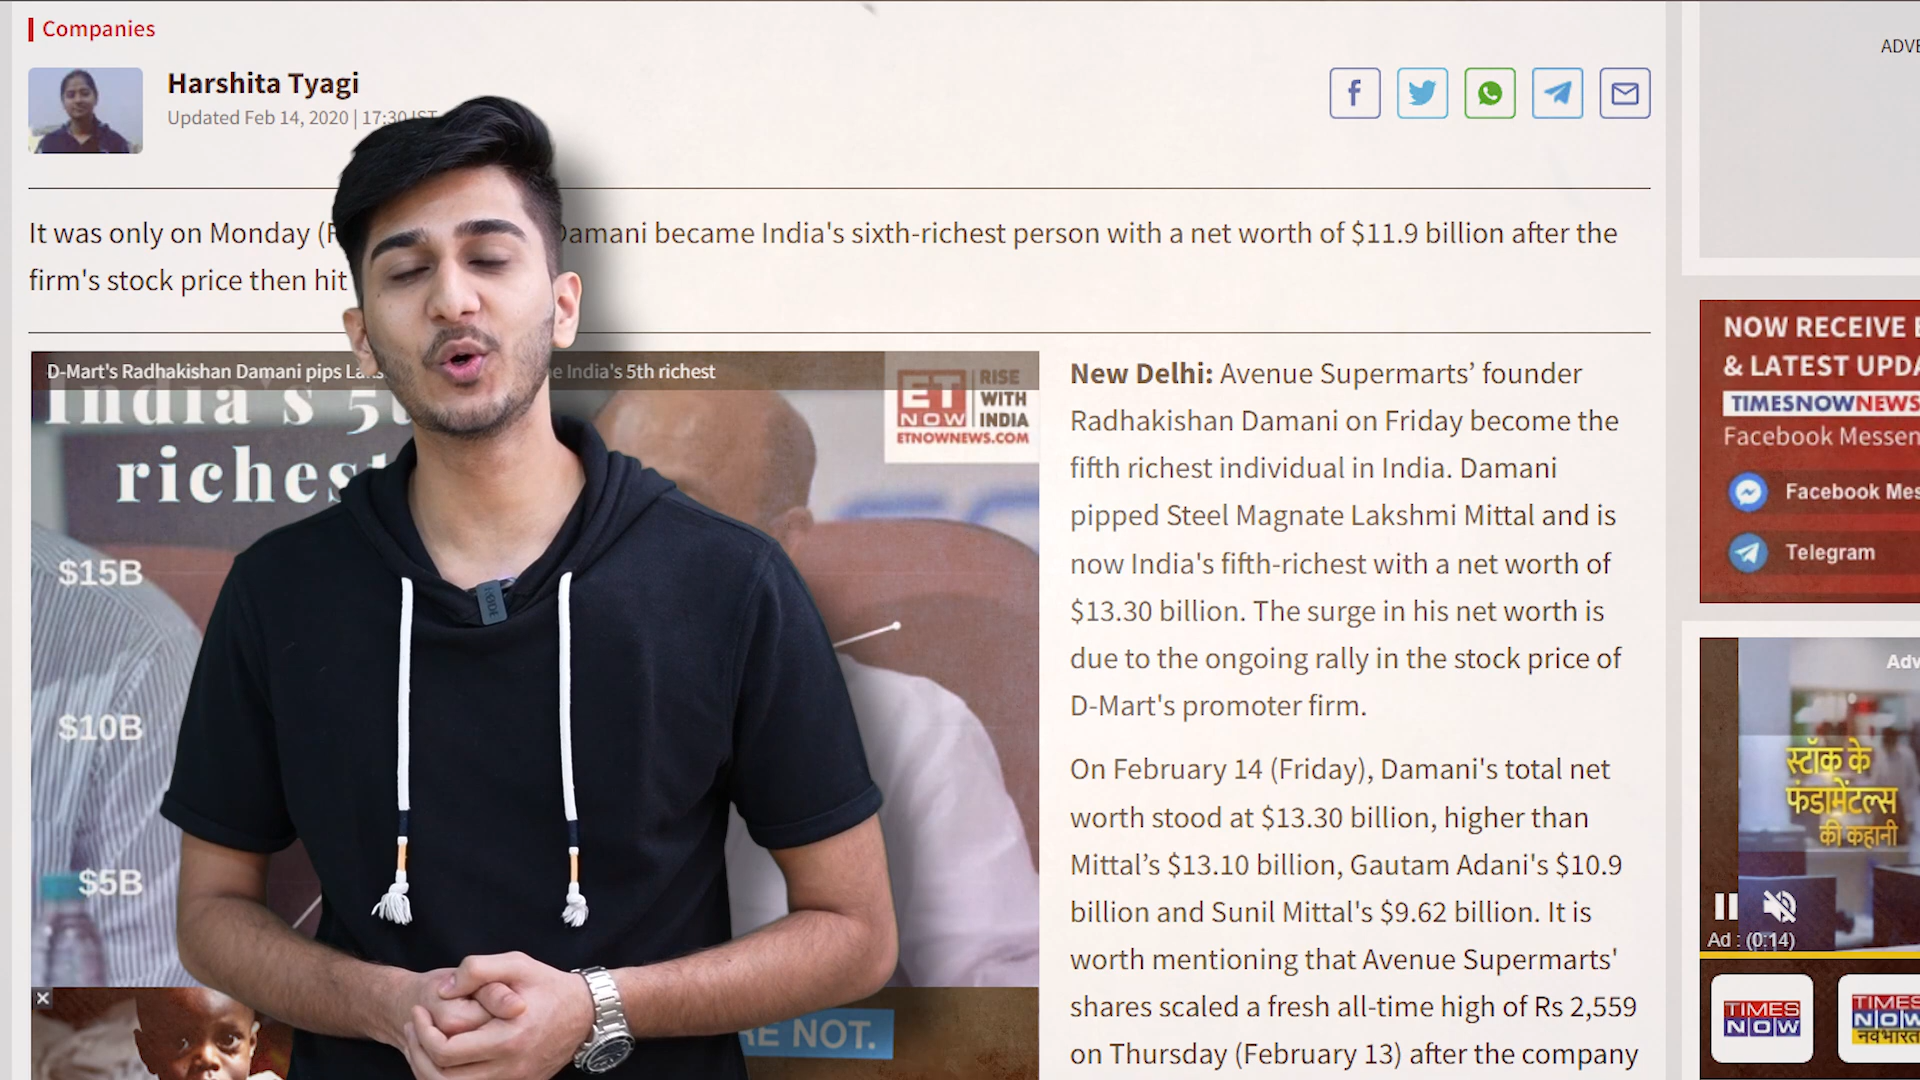 Companies
Harshita Tyagi
Updated Feb 14, 2020 | 17:30 IST
It was only on Monday Damani became India's sixth-richest person with a net worth of $11.9 billion after the
firm's stock price then hit
D-Mart's Radhakishan Damani pips India's 5th richest
India's
riches
$15B
$10B
$5B
ET
NOW
RISE
WITH
INDIA
ETNOWNEWS.COM
RODE
NOT.
New Delhi: Avenue Supermarts’ founder
Radhakishan Damani on Friday become the
fifth richest individual in India. Damani
pipped Steel Magnate Lakshmi Mittal and is
now India's fifth-richest with a net worth of
$13.30 billion. The surge in his net worth is
due to the ongoing rally in the stock price of
D-Mart's promoter firm.
On February 14 (Friday), Damani's total net
worth stood at $13.30 billion, higher than
Mittal’s $13.10 billion, Gautam Adani's $10.9
billion and Sunil Mittal's $9.62 billion. It is
worth mentioning that Avenue Supermarts'
shares scaled a fresh all-time high of Rs 2,559
on Thursday (February 13) after the company
NOW RECEIVE
& LATEST
TIMESNOWNEWS
Facebook
Facebook
Telegram
स्टॉक के
फंडामेंटल्स
की कहानी
Ad : (0:14)
TIMES
NOW
TIMES
NOW
नवभारत